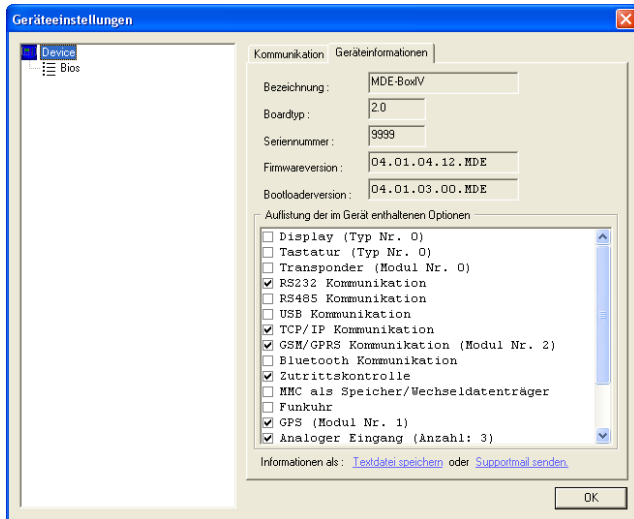 Geräteeinstellungen
Device
Bios
Kommunikation Geräteinformationen
Bezeichnung : MDE-BoxIV
Boardtyp : 2.0
Seriennummer : 9999
Firmwareversion : 04.01.04.12.MDE
Bootloaderversion : 04.01.03.00.MDE
Auflistung der im Gerät enthaltenen Optionen
Display (Typ Nr. 0)
Tastatur (Typ Nr. 0)
Transponder (Modul Nr. 0)
RS232 Kommunikation
RS485 Kommunikation
USB Kommunikation
TCP/IP Kommunikation
GSM/GPRS Kommunikation (Modul Nr. 2)
Bluetooth Kommunikation
Zutrittskontrolle
MMC als Speicher/Wechseldatenträger
Funkuhr
GPS (Modul Nr. 1)
Analoger Eingang (Anzahl: 3)
Informationen als : Textdatei speichern oder Supportmail senden.
OK